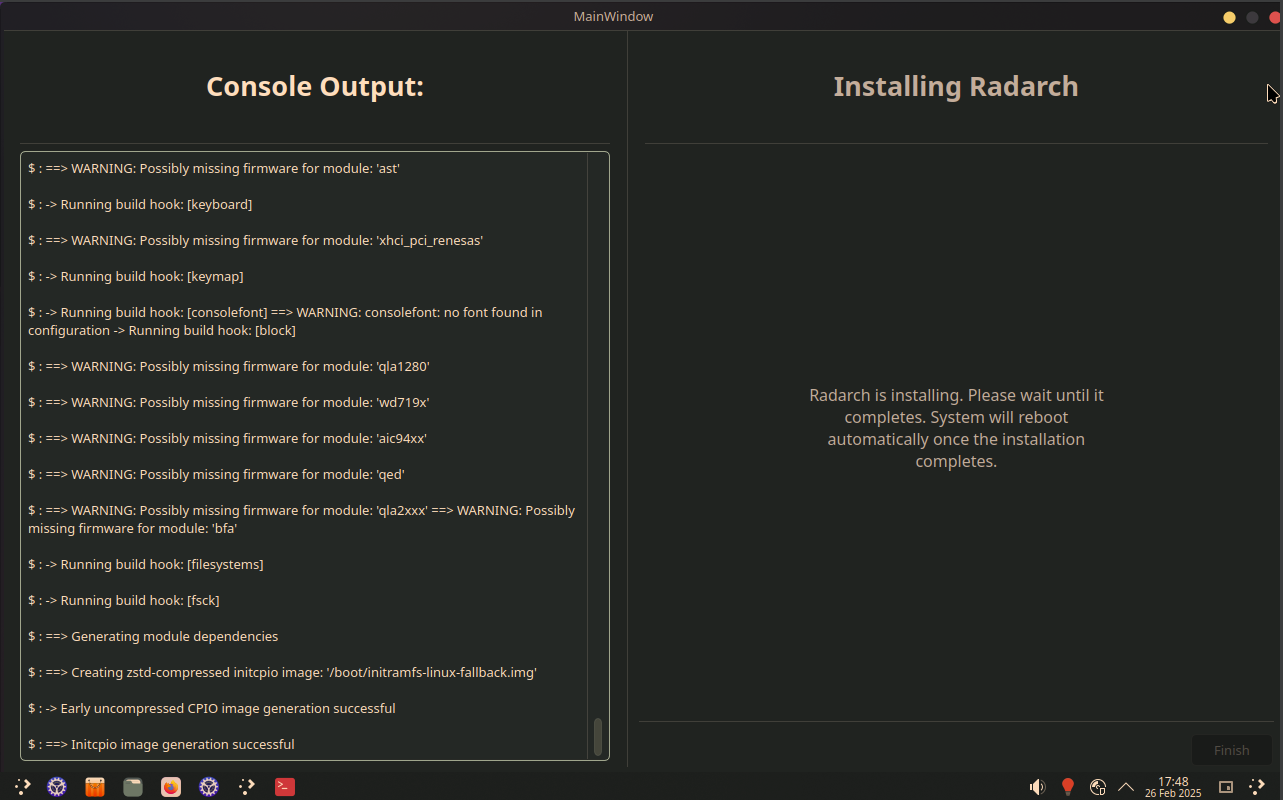 MainWindow
Console Output:
$ : ==> WARNING: Possibly missing firmware for module: 'ast'
$ : -> Running build hook: [keyboard]
$ : ==> WARNING: Possibly missing firmware for module: 'xhci_pci_renesas'
$ : -> Running build hook: [keymap]
$ : -> Running build hook: [consolefont] ==> WARNING: consolefont: no font found in
configuration -> Running build hook: [block]
$ : ==> WARNING: Possibly missing firmware for module: 'qla1280'
$ : ==> WARNING: Possibly missing firmware for module: 'wd719x'
$ : ==> WARNING: Possibly missing firmware for module: 'aic94xx'
$ : ==> WARNING: Possibly missing firmware for module: 'qed'
$ : ==> WARNING: Possibly missing firmware for module: 'qla2xxx' ==> WARNING: Possibly
missing firmware for module: 'bfa'
$ : -> Running build hook: [filesystems]
$ : -> Running build hook: [fsck]
$ : ==> Generating module dependencies
$ : ==> Creating zstd-compressed initcpio image: '/boot/initramfs-linux-fallback.img'
$ : -> Early uncompressed CPIO image generation successful
$ : ==> Initcpio image generation successful
Installing Radarch
Radarch is installing. Please wait until it
completes. System will reboot
automatically once the installation
completes.
Finish
17:48
26 Feb 2025